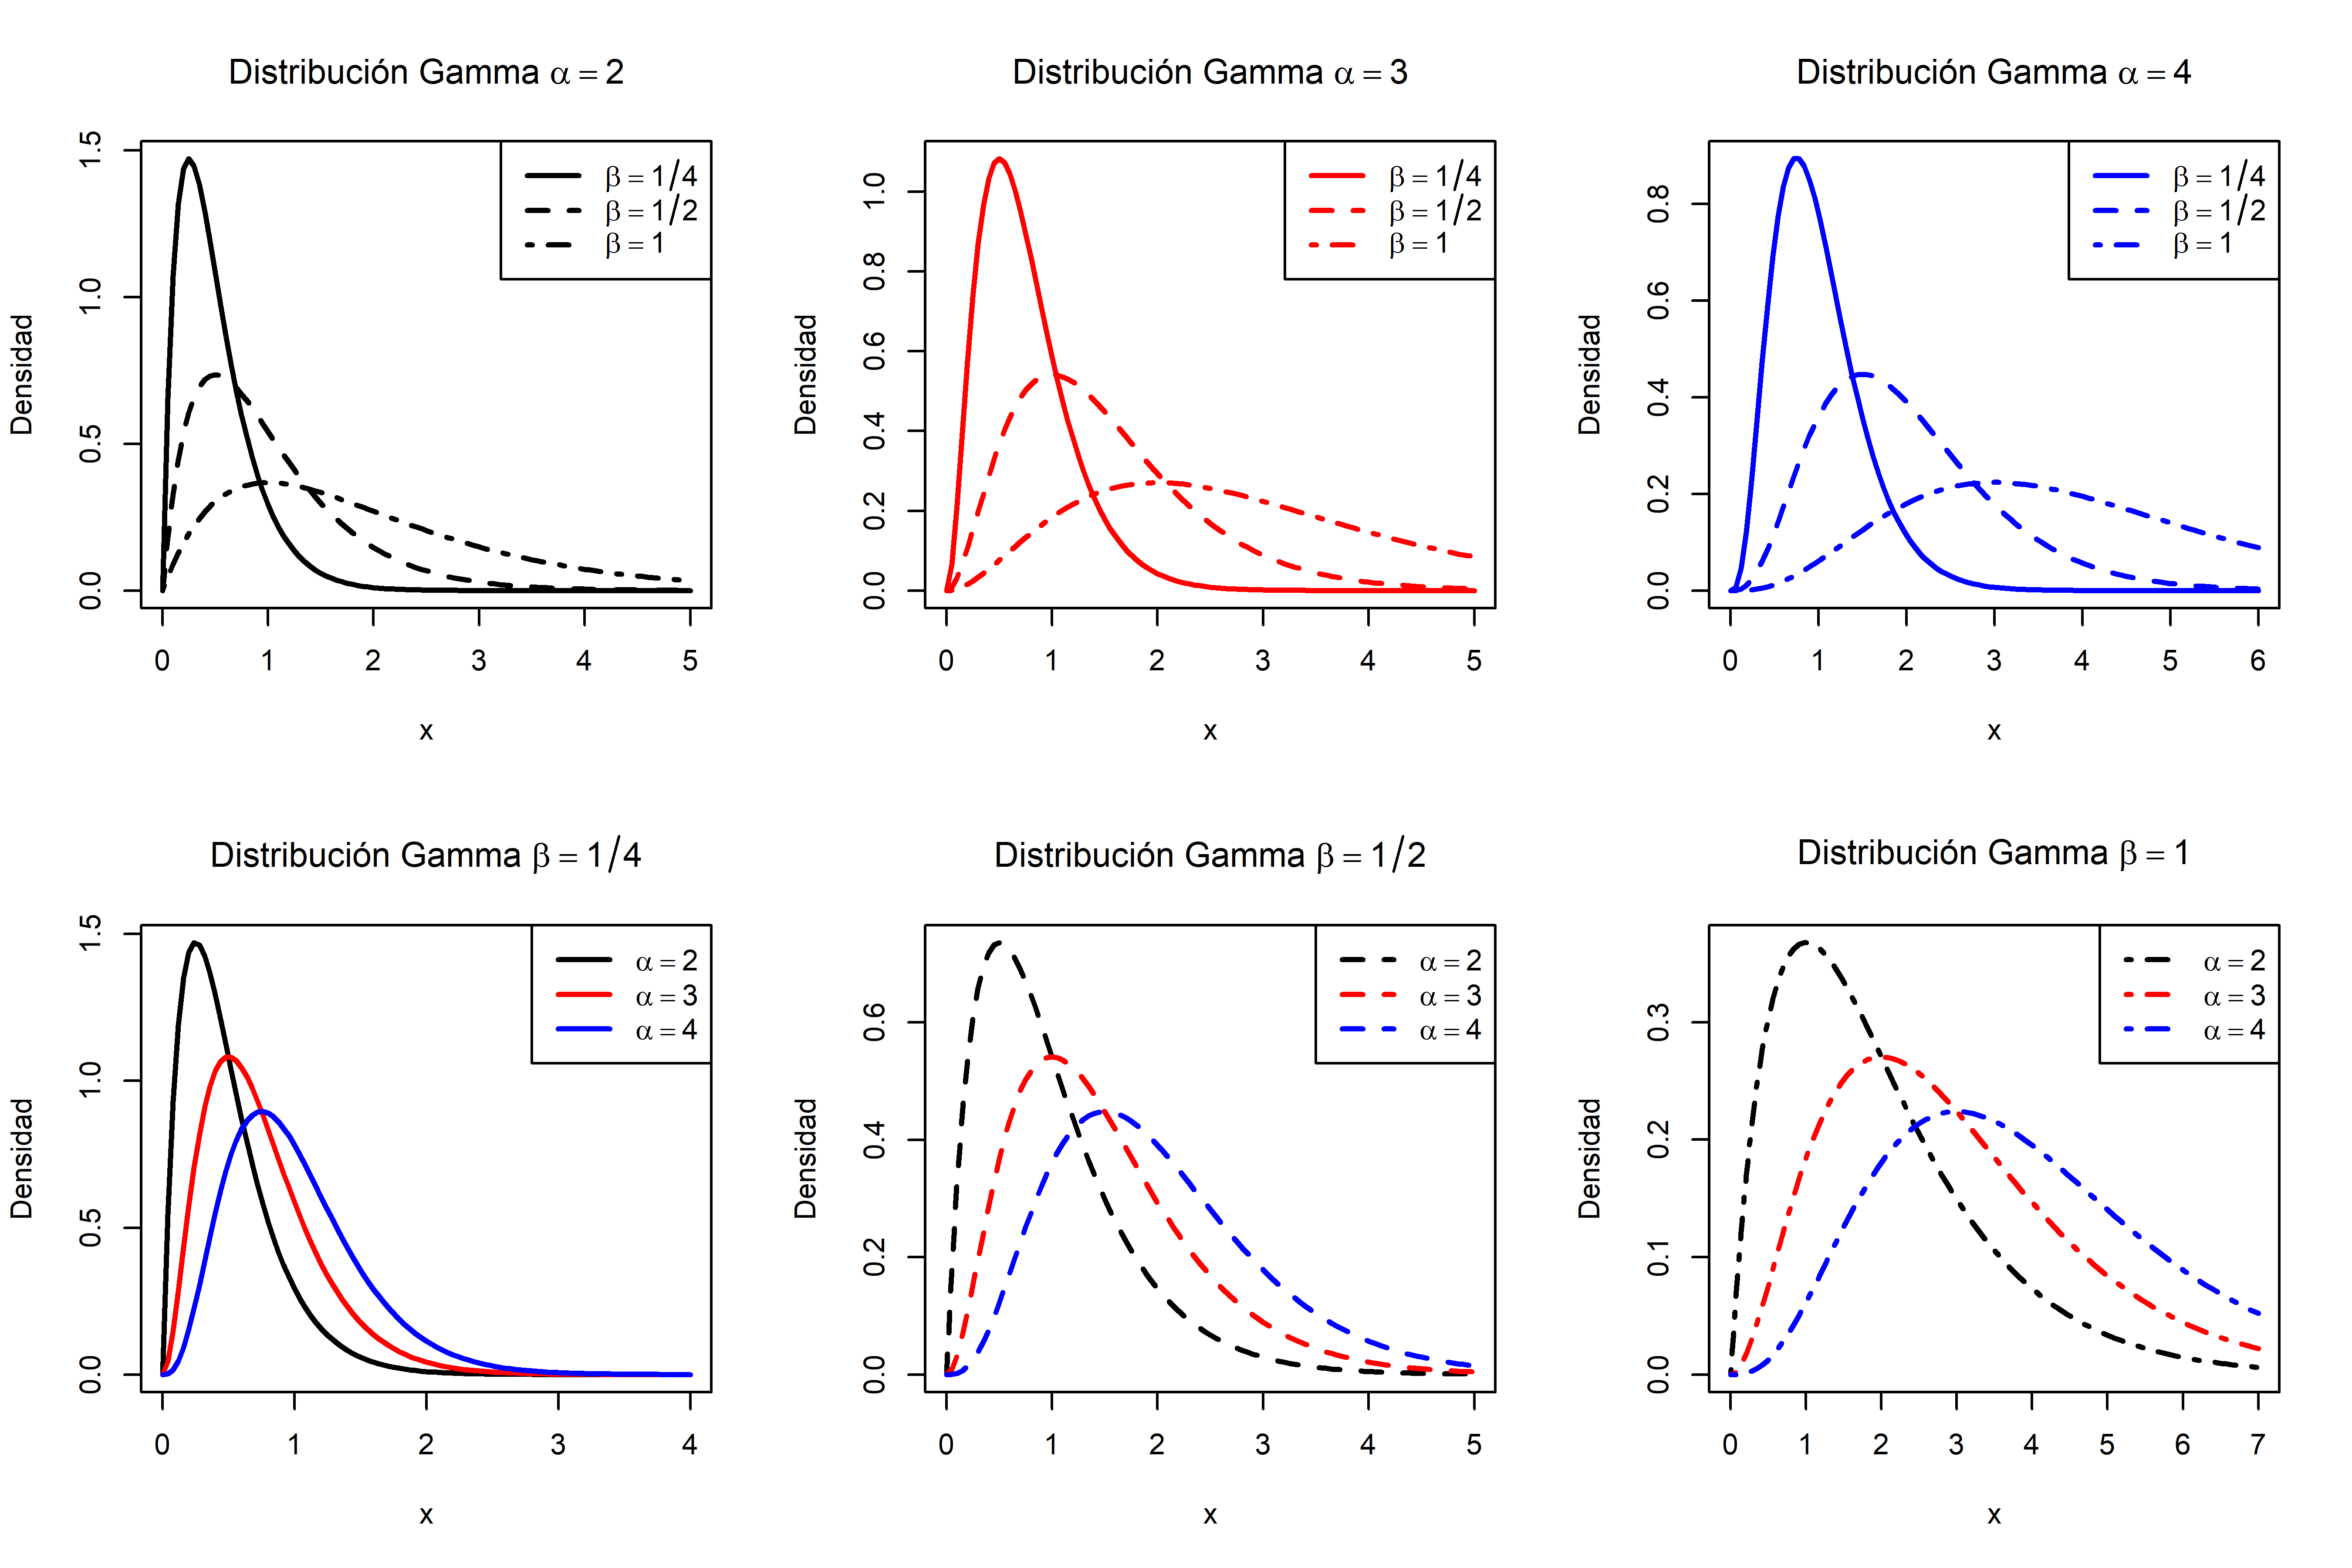 Distribución Gamma α = 2
Densidad
0.0 0.5 1.0 1.5
β = 1/4
β = 1/2
β = 1
0 1 2 3 4 5
x
Distribución Gamma α = 3
Densidad
0.0 0.2 0.4 0.6 0.8 1.0
β = 1/4
β = 1/2
β = 1
0 1 2 3 4 5
x
Distribución Gamma α = 4
Densidad
0.0 0.2 0.4 0.6 0.8
β = 1/4
β = 1/2
β = 1
0 1 2 3 4 5 6
x
Distribución Gamma β = 1/4
Densidad
0.0 0.5 1.0 1.5
α = 2
α = 3
α = 4
0 1 2 3 4
x
Distribución Gamma β = 1/2
Densidad
0.0 0.2 0.4 0.6
α = 2
α = 3
α = 4
0 1 2 3 4 5
x
Distribución Gamma β = 1
Densidad
0.0 0.1 0.2 0.3
α = 2
α = 3
α = 4
0 1 2 3 4 5 6 7
x